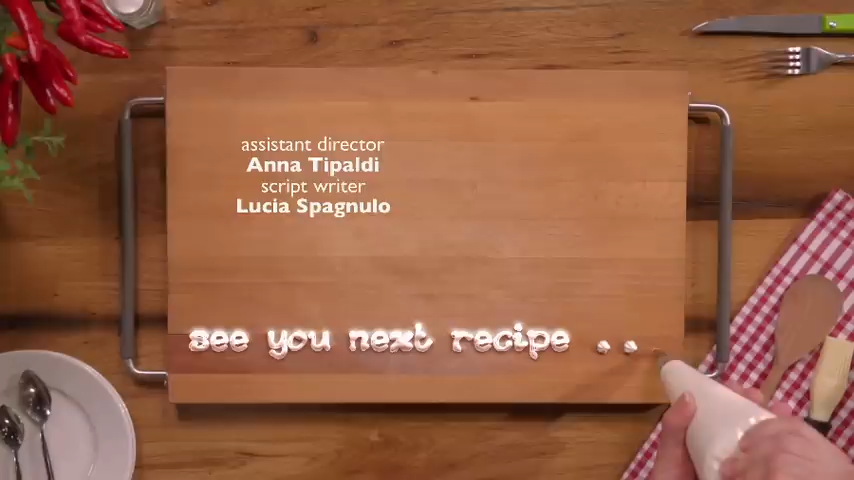 assistant director
Anna Tipaldi
script writer
Lucia Spagnulo
see you next recipe . .